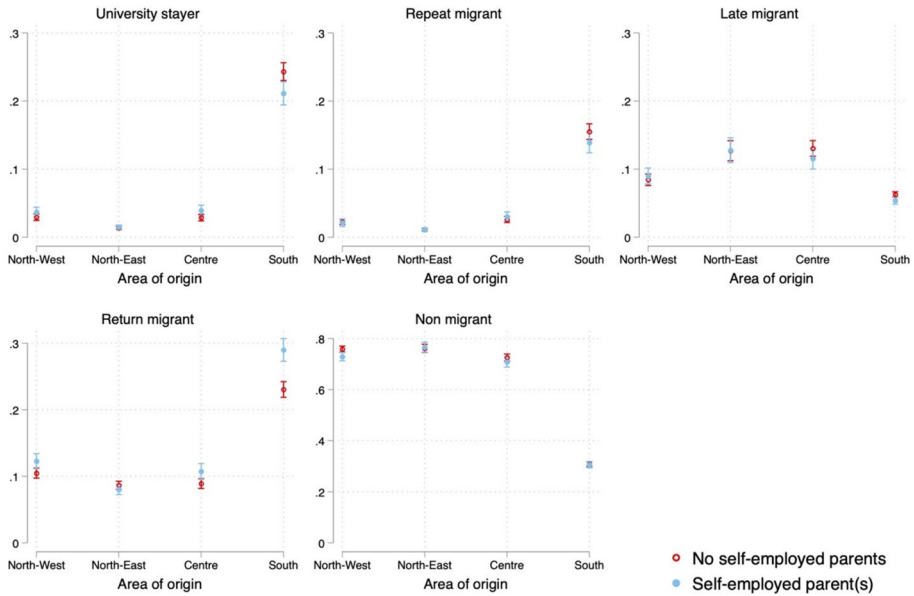 University stayer
.3
.2
.1
0
North-West North-East Centre South
Area of origin
Repeat migrant
.3
.2
.1
0
North-West North-East Centre South
Area of origin
Late migrant
.3
.2
.1
0
North-West North-East Centre South
Area of origin
Return migrant
.3
.2
.1
0
North-West North-East Centre South
Area of origin
Non migrant
.8
.6
.4
.2
0
North-West North-East Centre South
Area of origin
No self-employed parents
Self-employed parent(s)